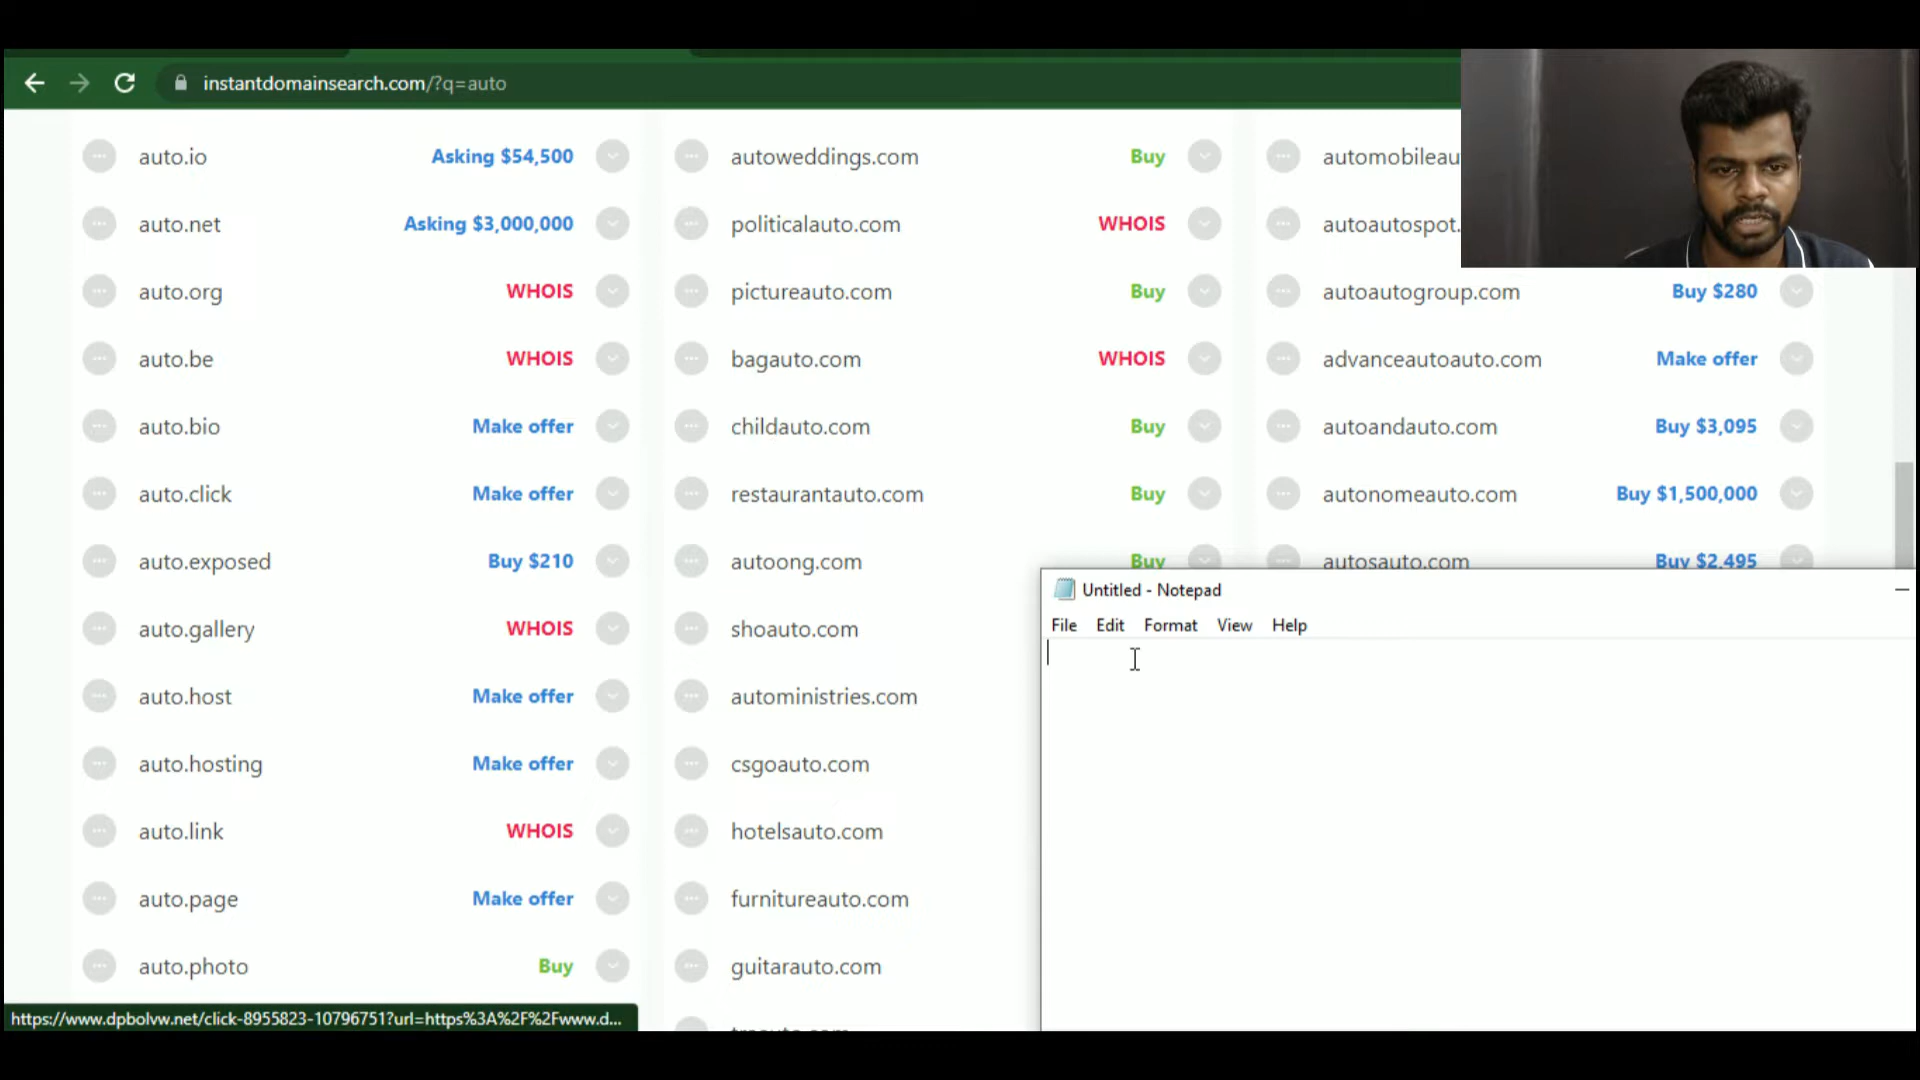 instantdomainsearch.com/?q=auto
auto.io Asking $54,500
auto.net Asking $3,000,000
auto.org WHOIS
auto.be WHOIS
auto.bio Make offer
auto.click Make offer
auto.exposed Buy $210
auto.gallery WHOIS
auto.host Make offer
auto.hosting Make offer
auto.link WHOIS
auto.page Make offer
auto.photo Buy
autoweddings.com Buy
politicalauto.com WHOIS
pictureauto.com Buy
bagauto.com WHOIS
childauto.com Buy
restaurantauto.com Buy
autoong.com Buy
shoauto.com
autoministries.com
csgoauto.com
hotelsauto.com
furnitureauto.com
guitarauto.com
automobileau
autoautospot.
autoautogroup.com Buy $280
advanceautoauto.com Make offer
autoandauto.com Buy $3,095
autonomeauto.com Buy $1,500,000
autosauto.com Buy $2,495
Untitled - Notepad
File Edit Format View Help
https://www.dpbolvw.net/click-8955823-10796751?url=https%3A%2F%2Fwww.d...